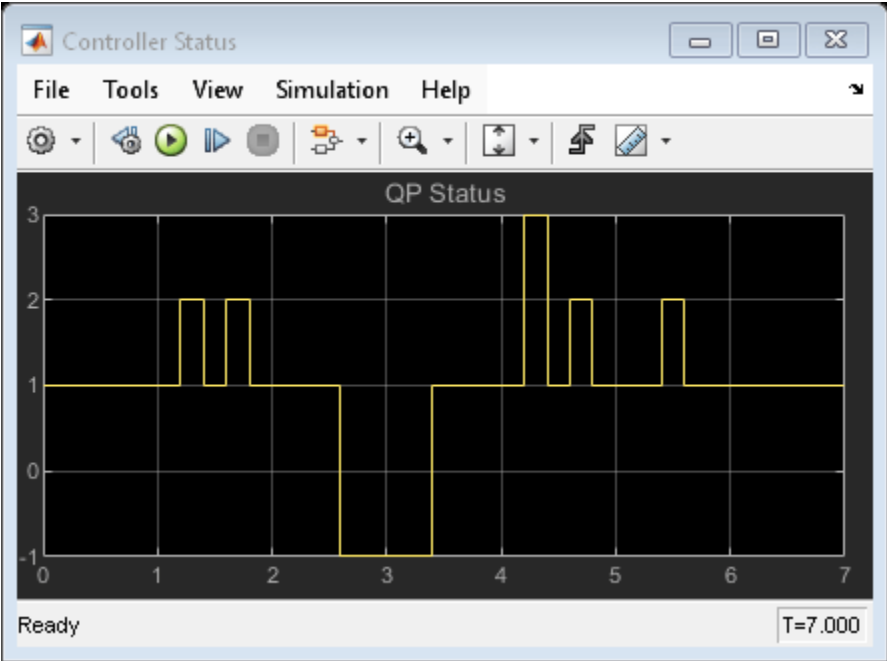 Controller Status
File Tools View Simulation Help
QP Status
3
2
1
0
-1
0 1 2 3 4 5 6 7
Ready T=7.000